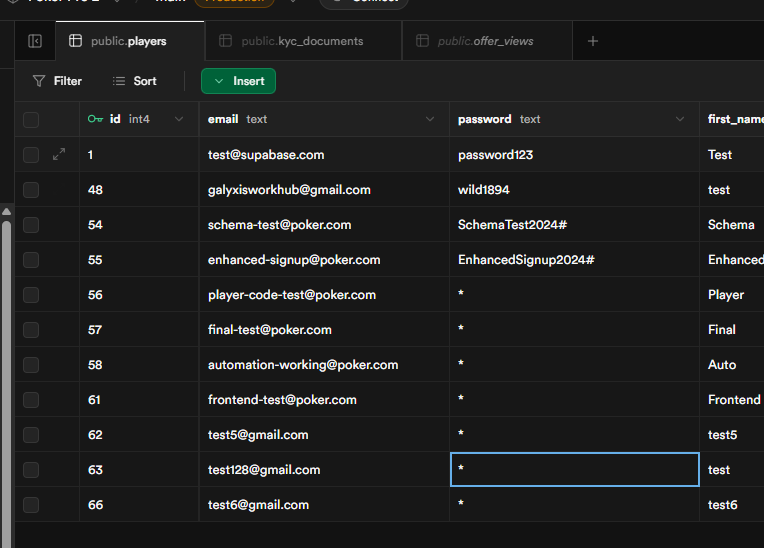 main Production Connect
public.players public.kyc_documents public.offer_views
Filter Sort Insert
id int4 email text password text first_name
1 test@supabase.com password123 Test
48 galyxisworkhub@gmail.com wild1894 test
54 schema-test@poker.com SchemaTest2024# Schema
55 enhanced-signup@poker.com EnhancedSignup2024# Enhanced
56 player-code-test@poker.com * Player
57 final-test@poker.com * Final
58 automation-working@poker.com * Auto
61 frontend-test@poker.com * Frontend
62 test5@gmail.com * test5
63 test128@gmail.com * test
66 test6@gmail.com * test6